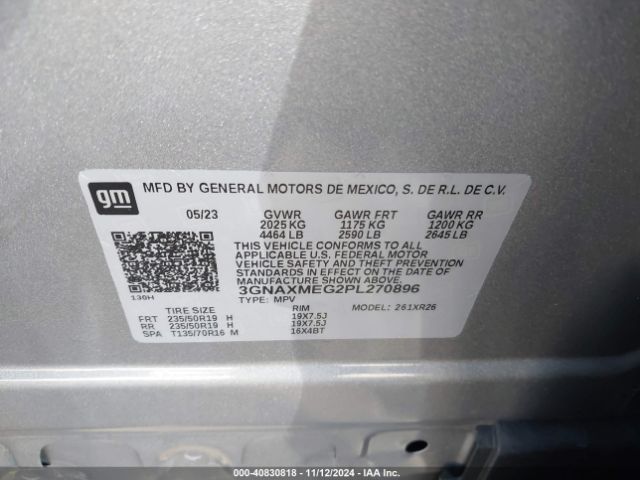 gm
MFD BY GENERAL MOTORS DE MEXICO, S. DE R.L. DE C.V.
05/23 GVWR GAWR FRT GAWR RR
2025 KG 1175 KG 1200 KG
4464 LB 2590 LB 2645 LB
THIS VEHICLE CONFORMS TO ALL
APPLICABLE U.S. FEDERAL MOTOR
VEHICLE SAFETY AND THEFT
PREVENTION STANDARDS IN
EFFECT ON THE DATE OF
MANUFACTURE SHOWN ABOVE.
3GNAXMEG2PL270896
138H
TYPE: MPV MODEL: 261XR26
TIRE SIZE RIM
FRT 235/50R19 H 19X7.5J
RR 235/50R19 H 19X7.5J
SPA T135/70R16 M 16X4BT
000-40830818 - 11/12/2024 - IAAI.com